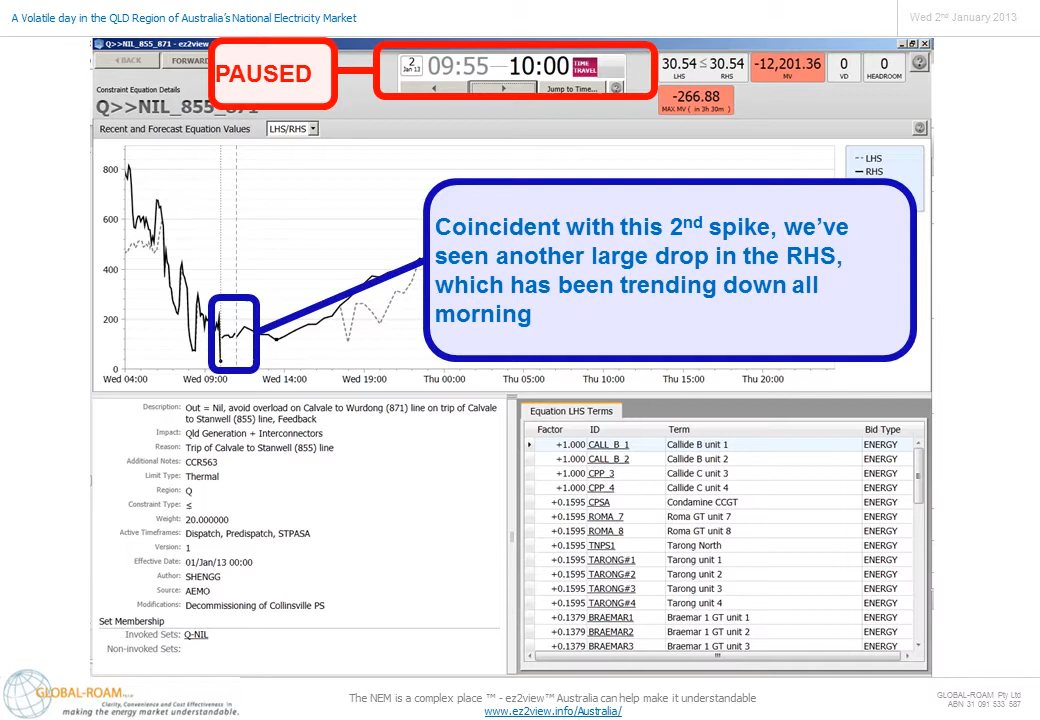 A Volatile day in the QLD Region of Australia's National Electricity Market
Wed 2nd January 2013
Q>>NIL_855_871 - ez2view
BACK
FORWARD
PAUSED
2
Jan 13
09:55—10:00
TIME TRAVEL
Jump to Time...
30.54 ≤ 30.54
LHS RHS
-12,201.36
MV
0
VD
0
HEADROOM
-266.88
MAX MV ( in 3h 30m )
Constraint Equation Details
Q>>NIL_855_871
Recent and Forecast Equation Values
LHS/RHS
LHS
RHS
800
600
400
200
0
Wed 04:00 Wed 09:00 Wed 14:00 Wed 19:00 Thu 00:00 Thu 05:00 Thu 10:00 Thu 15:00 Thu 20:00
Coincident with this 2nd spike, we've
seen another large drop in the RHS,
which has been trending down all
morning
Description: Out = Nil, avoid overload on Calvale to Wurdong (871) line on trip of Calvale
to Stanwell (855) line, Feedback
Impact: Qld Generation + Interconnectors
Reason: Trip of Calvale to Stanwell (855) line
Additional Notes: CCR563
Limit Type: Thermal
Region: Q
Constraint Type: ≤
Weight: 20.000000
Active Timeframes: Dispatch, Predispatch, STPASA
Version: 1
Effective Date: 01/Jan/13 00:00
Author: SHENGG
Source: AEMO
Modifications: Decommissioning of Collinsville PS
Set Membership
Invoked Sets: Q-NIL
Non-invoked Sets:
Equation LHS Terms
Factor ID Term Bid Type
+1.000 CALL_B_1 Callide B unit 1 ENERGY
+1.000 CALL_B_2 Callide B unit 2 ENERGY
+1.000 CPP_3 Callide C unit 3 ENERGY
+1.000 CPP_4 Callide C unit 4 ENERGY
+0.1595 CPSA Condamine CCGT ENERGY
+0.1595 ROMA_7 Roma GT unit 7 ENERGY
+0.1595 ROMA_8 Roma GT unit 8 ENERGY
+0.1595 TNPS1 Tarong North ENERGY
+0.1595 TARONG#1 Tarong unit 1 ENERGY
+0.1595 TARONG#2 Tarong unit 2 ENERGY
+0.1595 TARONG#3 Tarong unit 3 ENERGY
+0.1595 TARONG#4 Tarong unit 4 ENERGY
+0.1379 BRAEMAR1 Braemar 1 GT unit 1 ENERGY
+0.1379 BRAEMAR2 Braemar 1 GT unit 2 ENERGY
+0.1379 BRAEMAR3 Braemar 1 GT unit 3 ENERGY
GLOBAL-ROAM
Clarity, Convenience and Cost Effectiveness in
making the energy market understandable.
The NEM is a complex place ™ - ez2view™ Australia can help make it understandable
www.ez2view.info/Australia/
GLOBAL-ROAM Pty Ltd
ABN 31 091 533 587